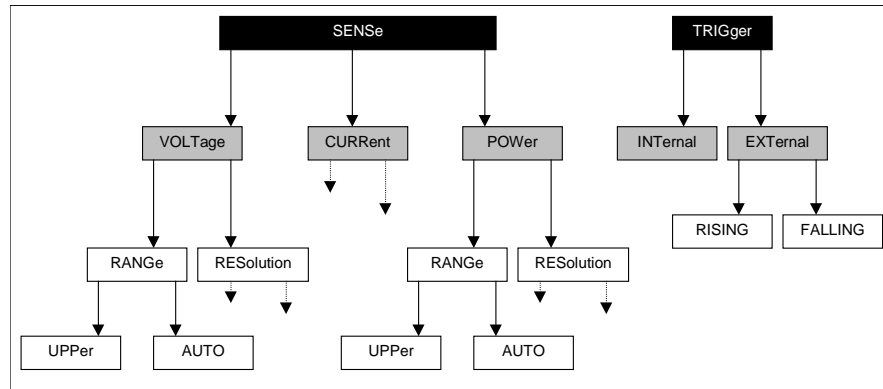 SENSe
TRIGger
VOLTage
CURRent
POWer
INTernal
EXTernal
RISING
FALLING
RANGe
RESolution
RANGe
RESolution
UPPer
AUTO
UPPer
AUTO